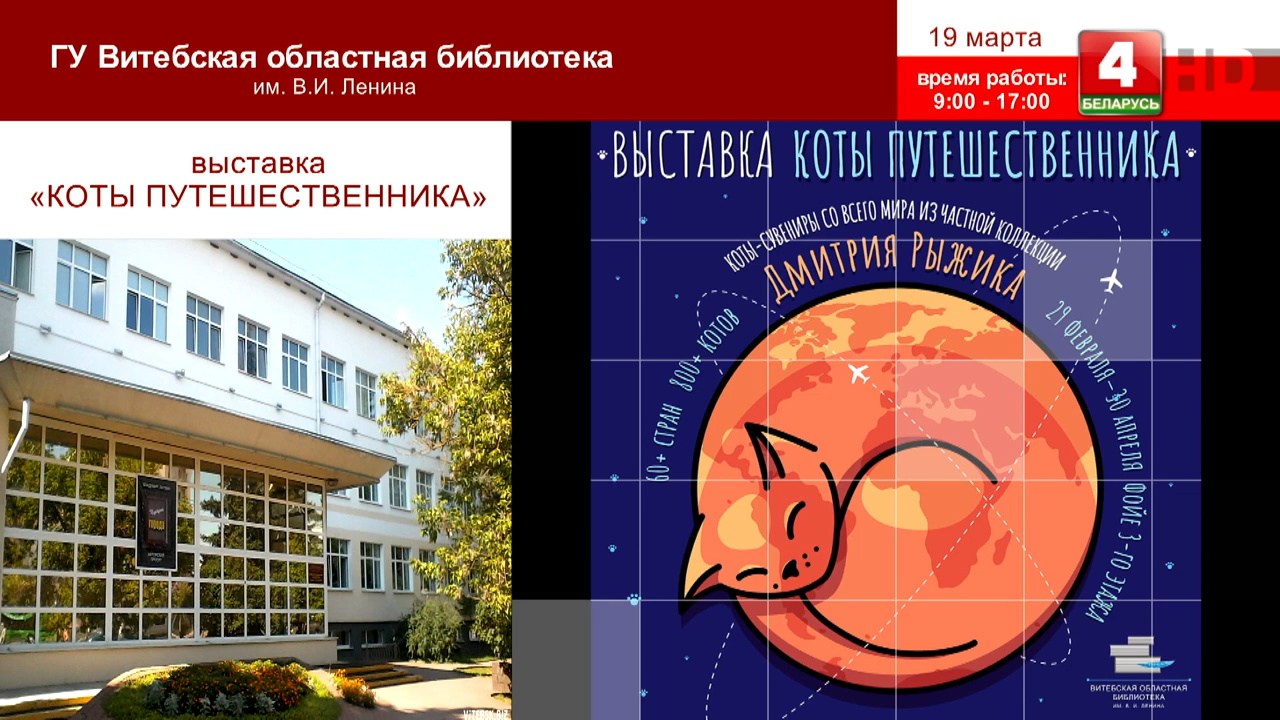 ГУ Витебская областная библиотека
им. В.И. Ленина
19 марта
время работы:
9:00 - 17:00
4
БЕЛАРУСЬ
HD
выставка
«КОТЫ ПУТЕШЕСТВЕННИКА»
ВЫСТАВКА КОТЫ ПУТЕШЕСТВЕННИКА
КОТЫ-СУВЕНИРЫ СО ВСЕГО МИРА ИЗ ЧАСТНОЙ КОЛЛЕКЦИИ
ДМИТРИЯ РЫЖИКА
60+ СТРАН 800+ КОТОВ
29 ФЕВРАЛЯ-30 АПРЕЛЯ ФОЙЕ 3-ГО ЭТАЖА
ВИТЕБСКАЯ ОБЛАСТНАЯ
БИБЛИОТЕКА
ИМ. В. И. ЛЕНИНА